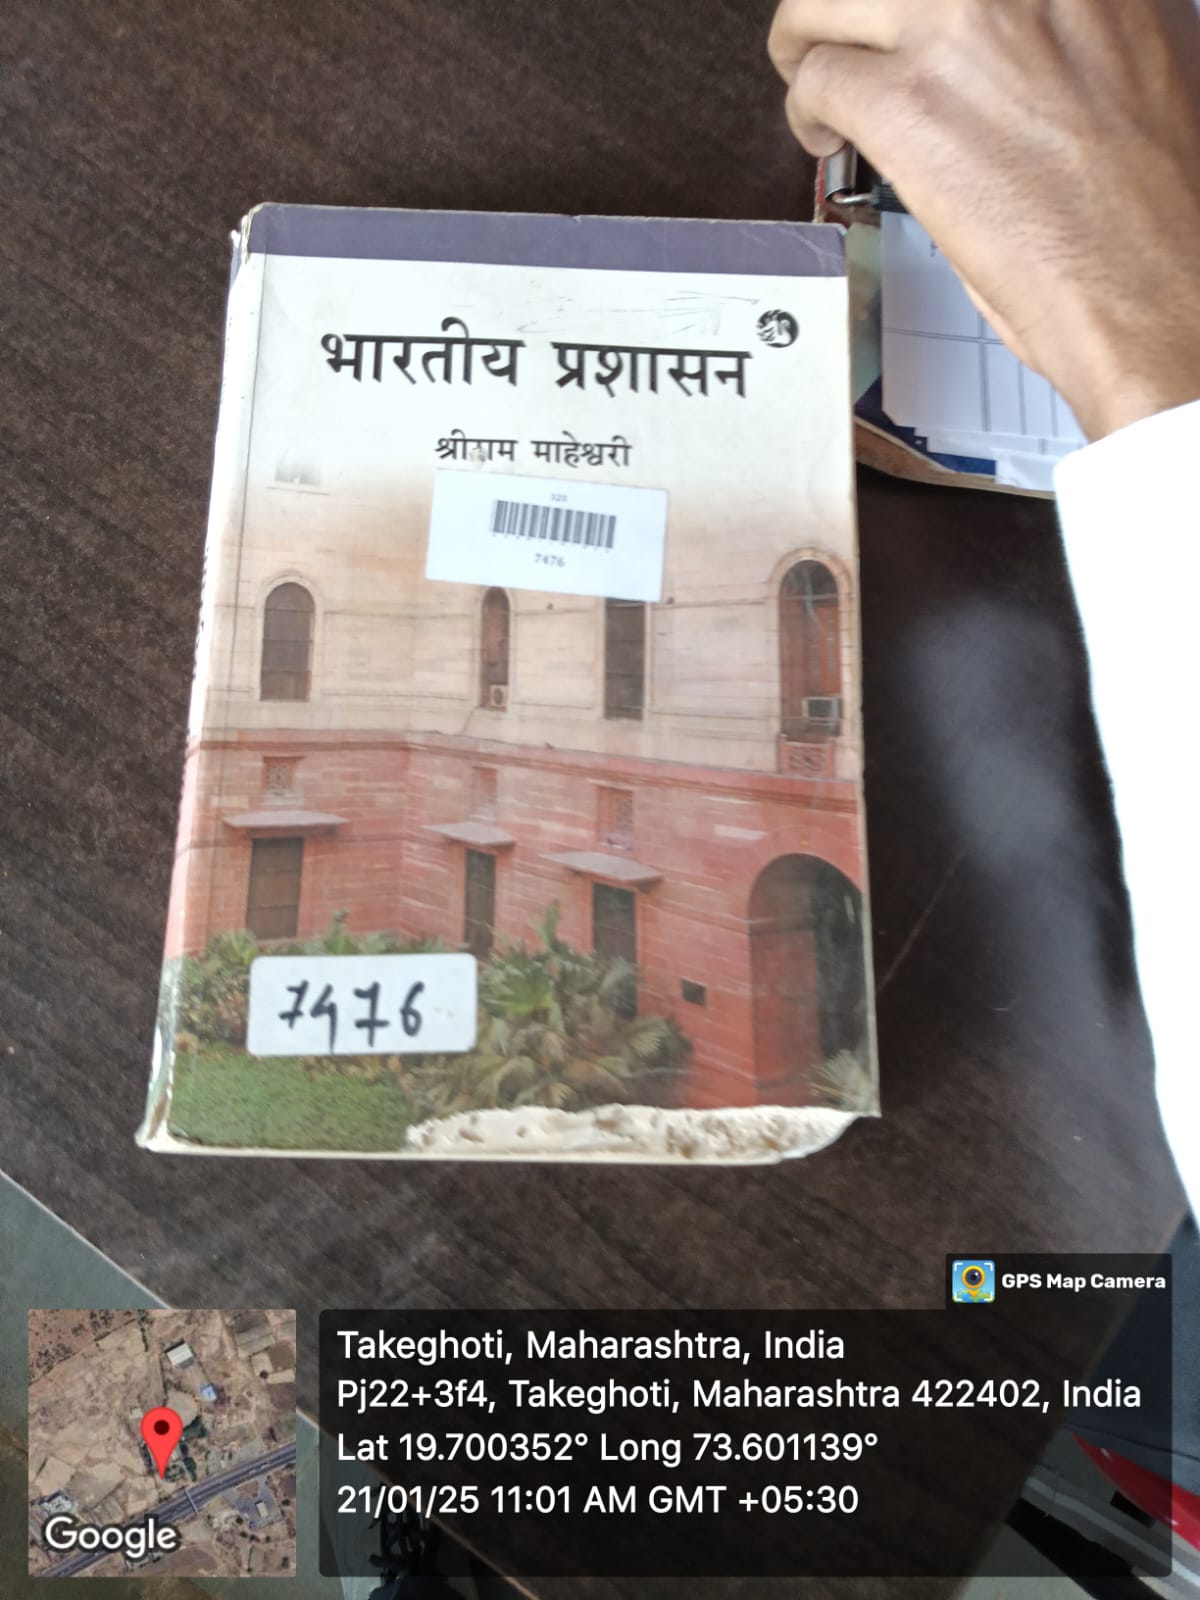 भारतीय प्रशासन
श्रीराम माहेश्वरी
320
7476
7476
GPS Map Camera
Takeghoti, Maharashtra, India
Pj22+3f4, Takeghoti, Maharashtra 422402, India
Lat 19.700352° Long 73.601139°
21/01/25 11:01 AM GMT +05:30
Google